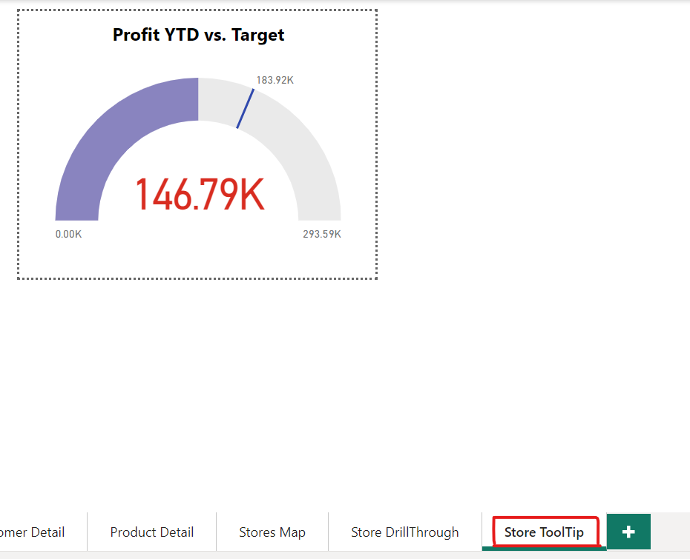 Profit YTD vs. Target
183.92K
146.79K
0.00K
293.59K
omer Detail
Product Detail
Stores Map
Store DrillThrough
Store ToolTip
+